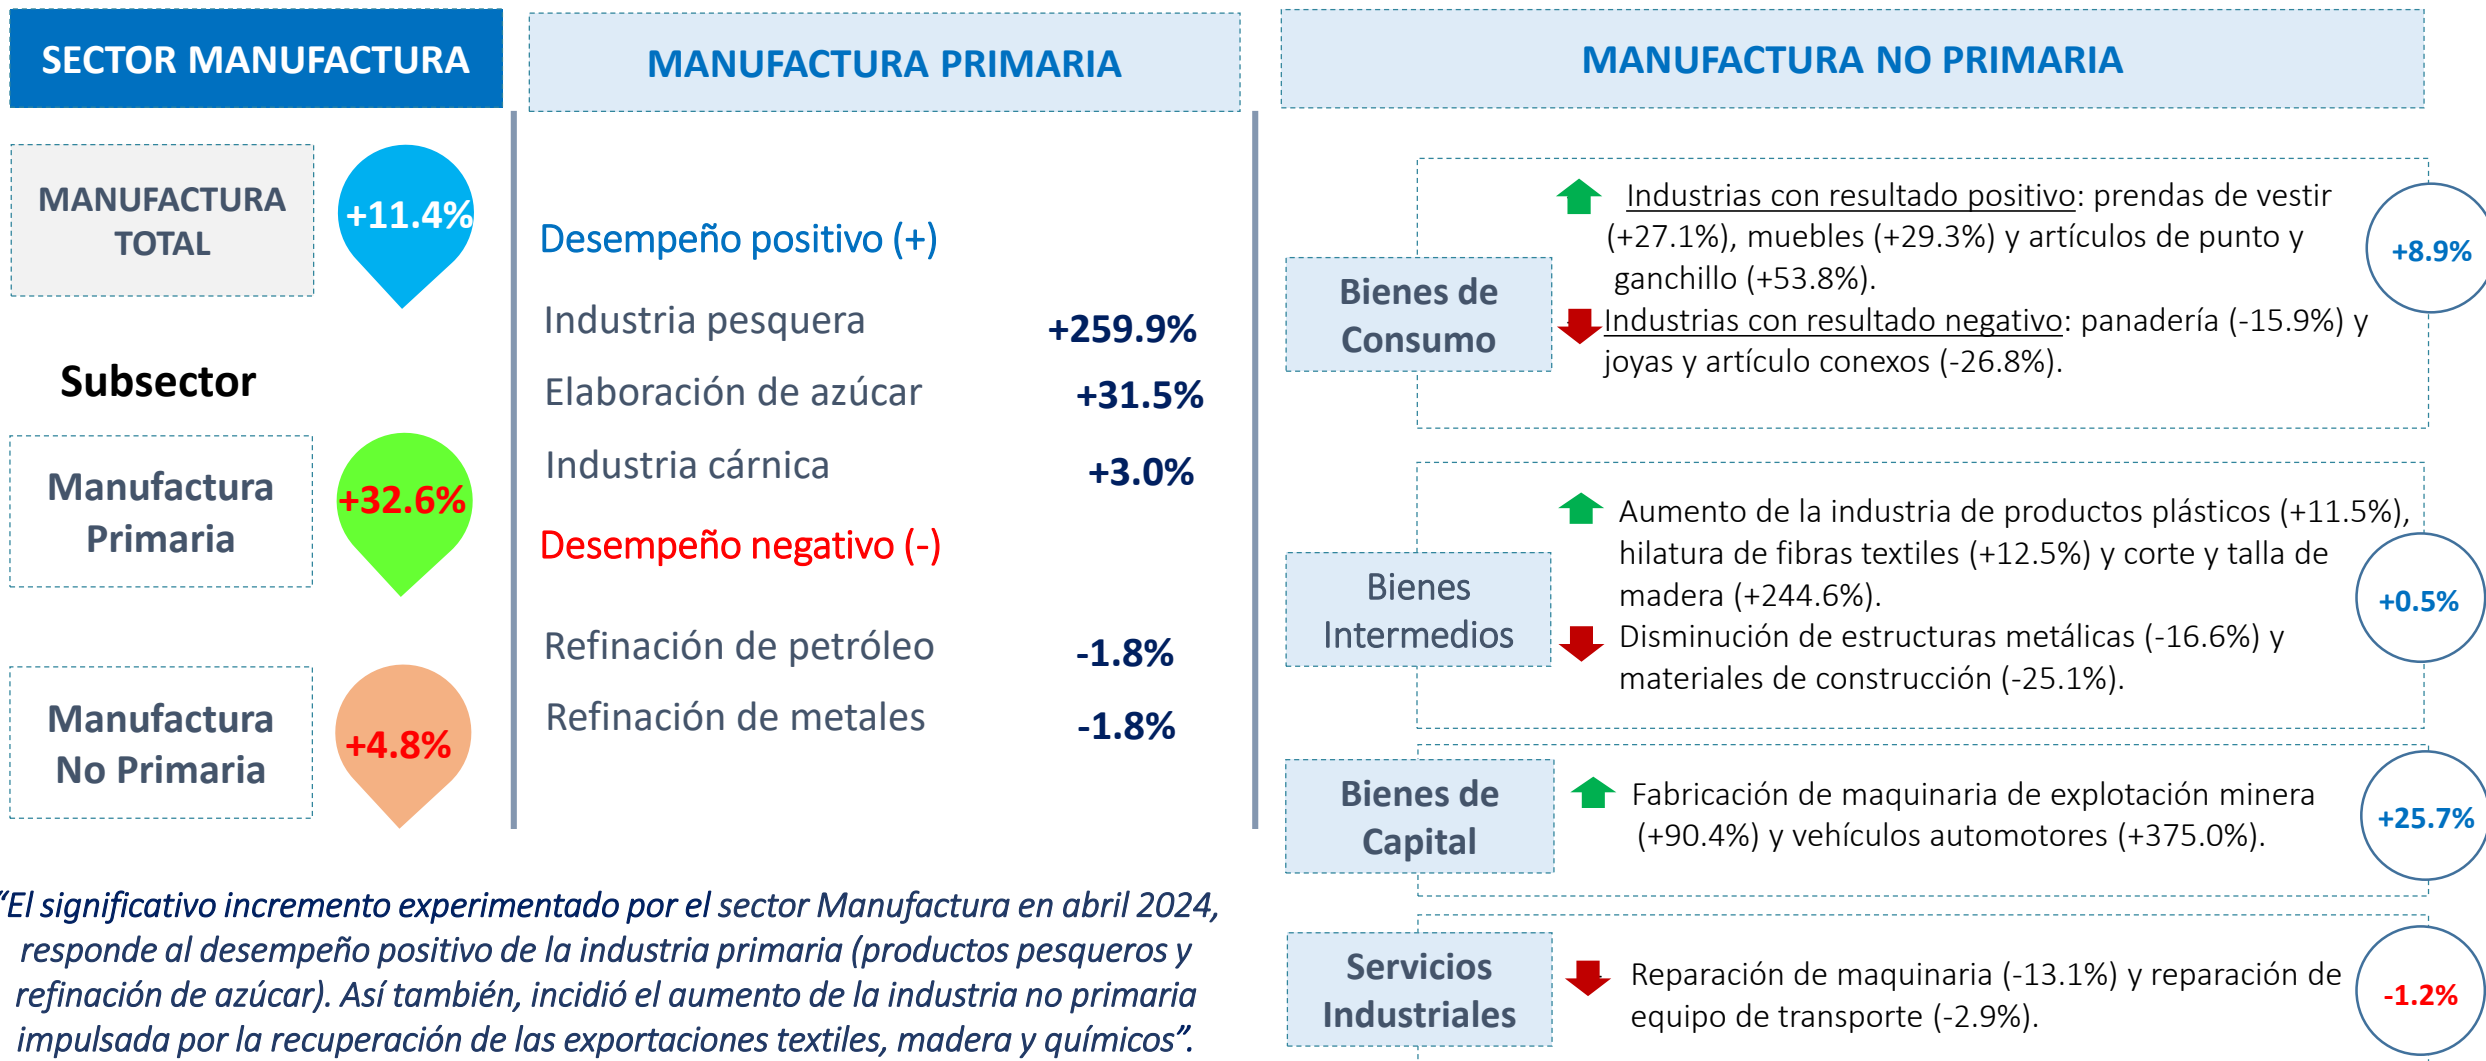 SECTOR MANUFACTURA
MANUFACTURA
TOTAL
+11.4%
Subsector
Manufactura
Primaria
+32.6%
Manufactura
No Primaria
+4.8%
MANUFACTURA PRIMARIA
Desempeño positivo (+)
Industria pesquera +259.9%
Elaboración de azúcar +31.5%
Industria cárnica +3.0%
Desempeño negativo (-)
Refinación de petróleo -1.8%
Refinación de metales -1.8%
“El significativo incremento experimentado por el sector Manufactura en abril 2024,
responde al desempeño positivo de la industria primaria (productos pesqueros y
refinación de azúcar). Así también, incidió el aumento de la industria no primaria
impulsada por la recuperación de las exportaciones textiles, madera y químicos”.
MANUFACTURA NO PRIMARIA
Bienes de
Consumo
Industrias con resultado positivo: prendas de vestir
(+27.1%), muebles (+29.3%) y artículos de punto y
ganchillo (+53.8%).
Industrias con resultado negativo: panadería (-15.9%) y
joyas y artículo conexos (-26.8%).
+8.9%
Bienes
Intermedios
Aumento de la industria de productos plásticos (+11.5%),
hilatura de fibras textiles (+12.5%) y corte y talla de
madera (+244.6%).
Disminución de estructuras metálicas (-16.6%) y
materiales de construcción (-25.1%).
+0.5%
Bienes de
Capital
Fabricación de maquinaria de explotación minera
(+90.4%) y vehículos automotores (+375.0%).
+25.7%
Servicios
Industriales
Reparación de maquinaria (-13.1%) y reparación de
equipo de transporte (-2.9%).
-1.2%